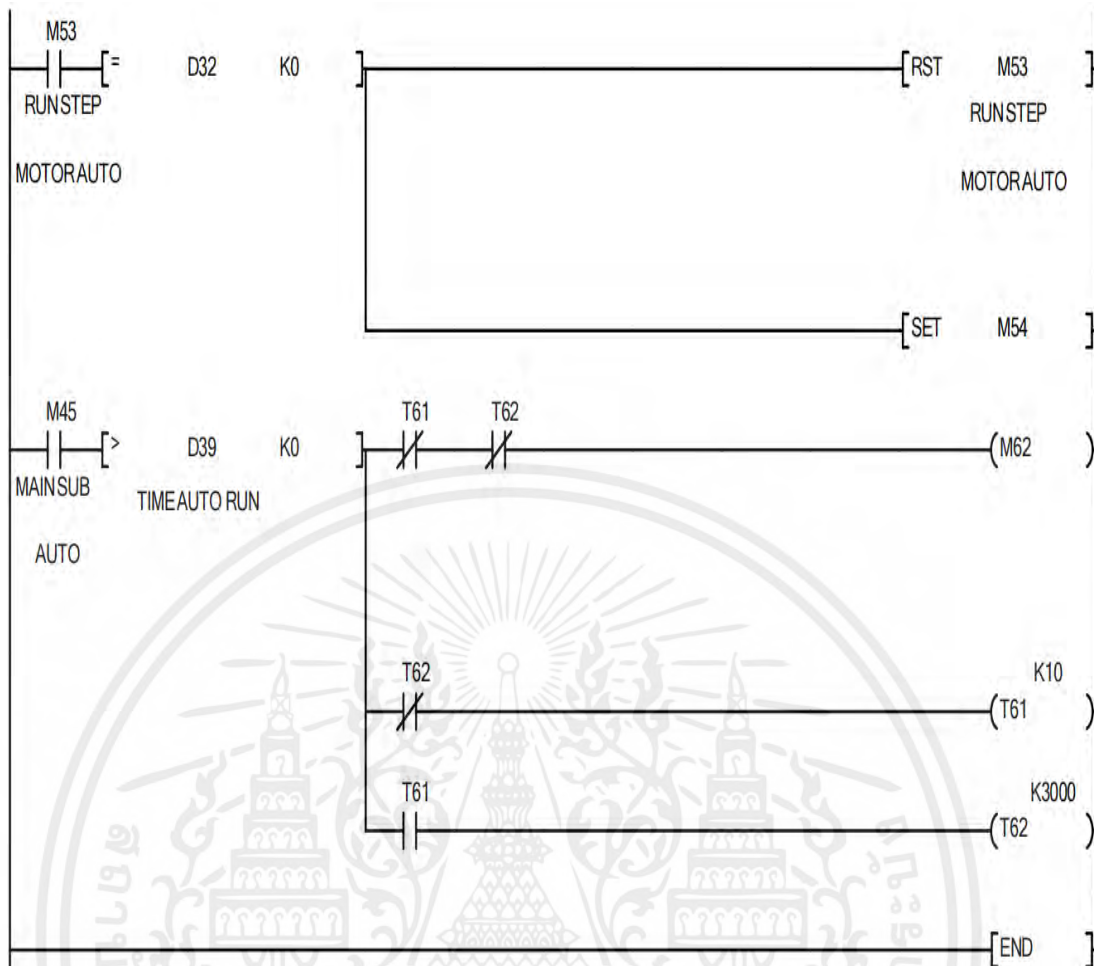 M53
= D32 K0 RST M53
RUNSTEP RUNSTEP
MOTORAUTO MOTORAUTO
SET M54
M45 T61 T62
> D39 K0 M62
MAINSUB TIMEAUTO RUN
AUTO
T62 K10
T61
T61 K3000
T62
END